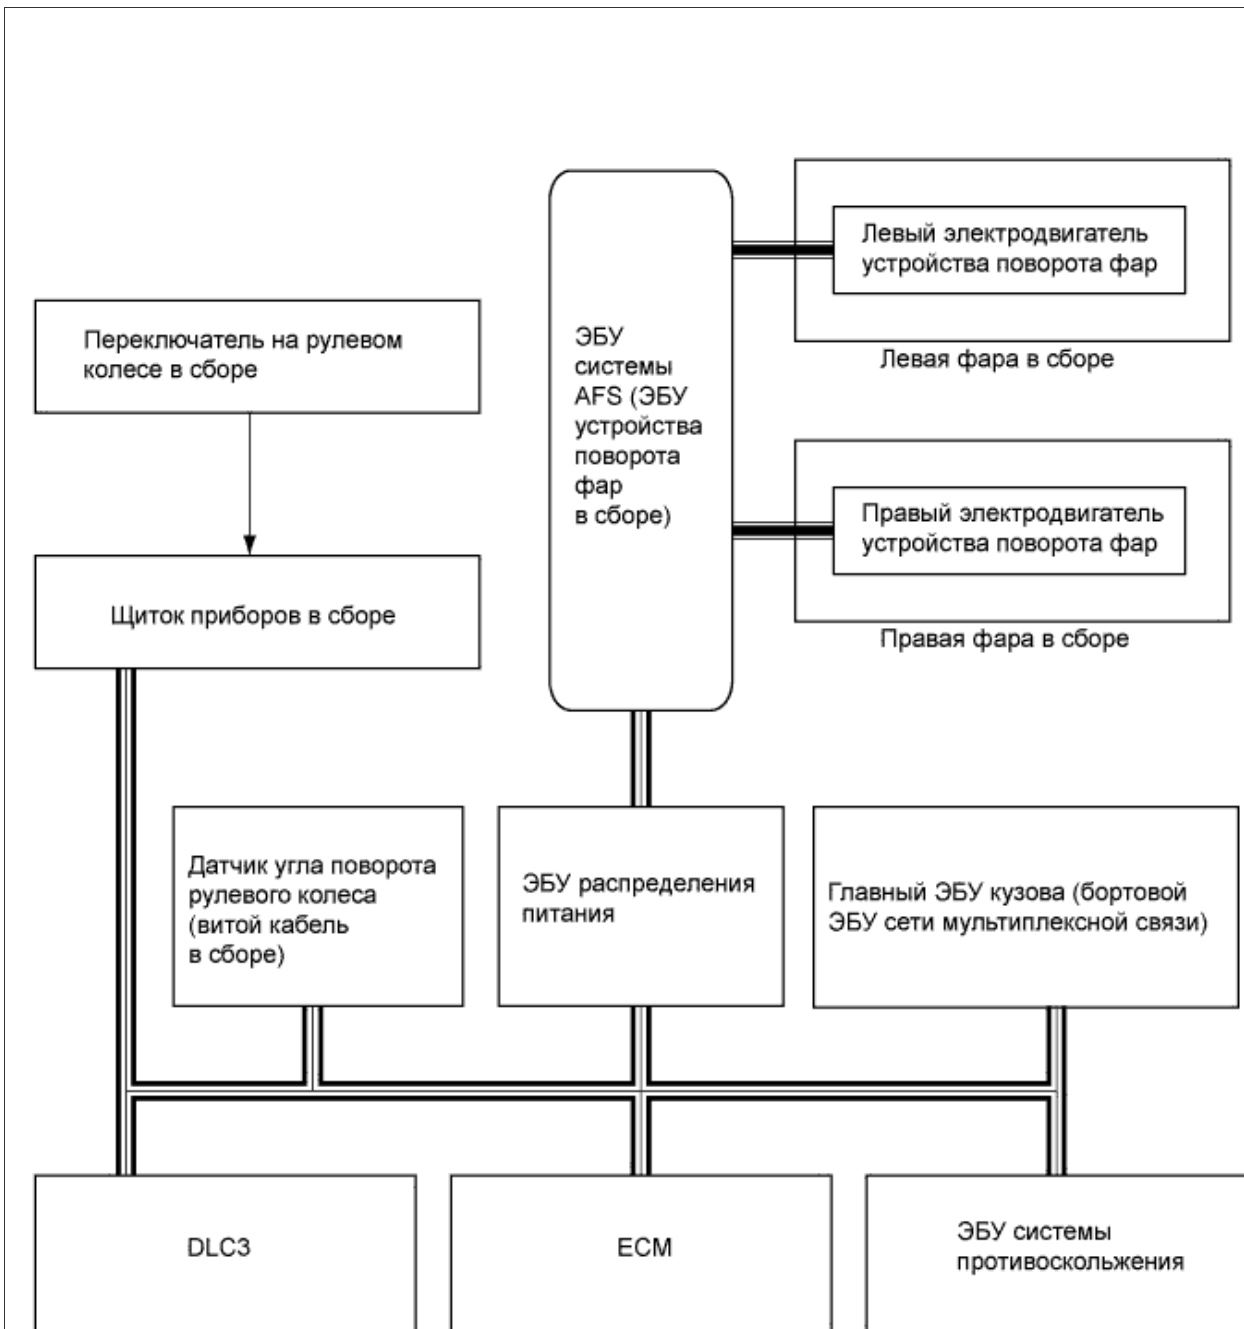 Левый электродвигатель
устройства поворота фар
Левая фара в сборе
Переключатель на рулевом
колесе в сборе
ЭБУ
системы
AFS (ЭБУ
устройства
поворота
фар
в сборе)
Правый электродвигатель
устройства поворота фар
Правая фара в сборе
Щиток приборов в сборе
Датчик угла поворота
рулевого колеса
(витой кабель
в сборе)
ЭБУ распределения
питания
Главный ЭБУ кузова (бортовой
ЭБУ сети мультиплексной связи)
DLC3
ECM
ЭБУ системы
противоскольжения